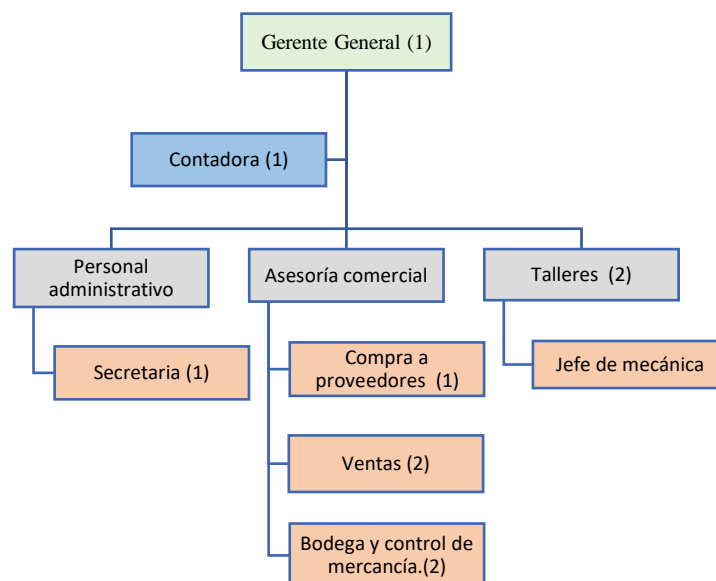 Gerente General (1)
Contadora (1)
Personal
administrativo
Asesoría comercial
Talleres  (2)
Secretaria (1)
Compra a
proveedores  (1)
Jefe de mecánica
Ventas (2)
Bodega y control de
mercancía.(2)